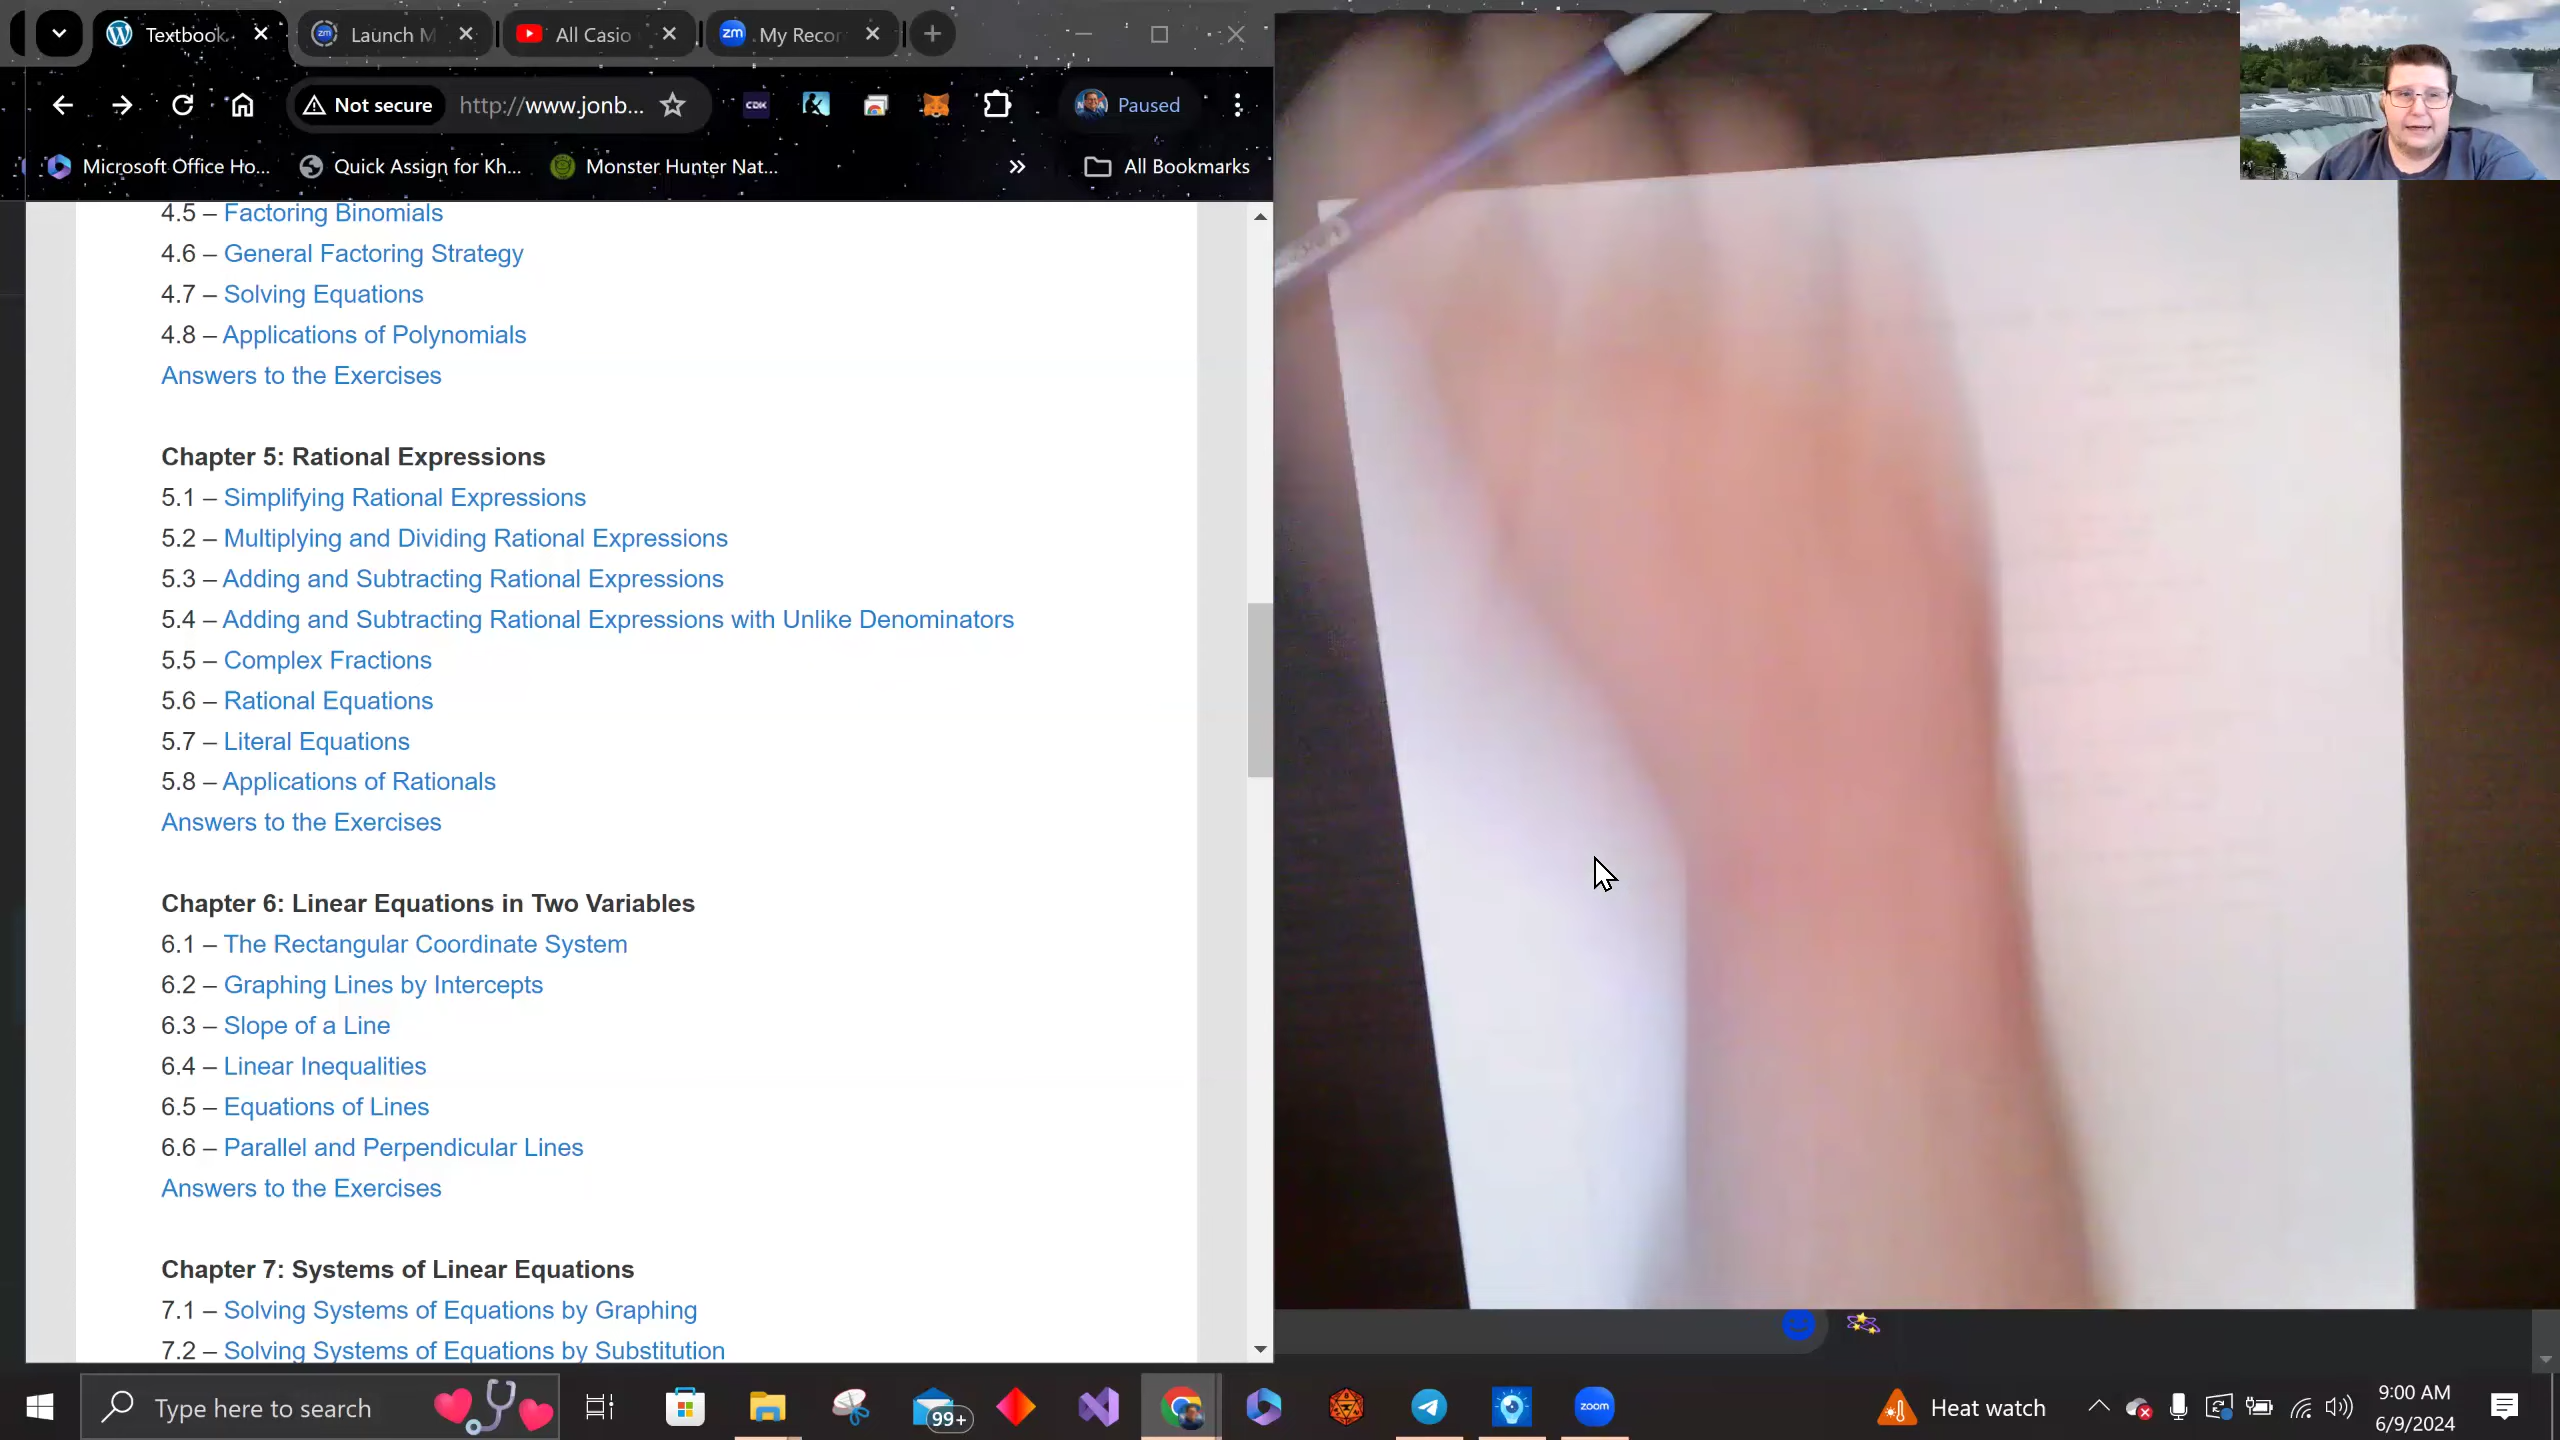 Textbook
Launch M
All Casio
My Recor
Not secure
http://www.jonb...
CDK
Paused
Microsoft Office Ho...
Quick Assign for Kh...
Monster Hunter Nat...
»
All Bookmarks
4.5 – Factoring Binomials
4.6 – General Factoring Strategy
4.7 – Solving Equations
4.8 – Applications of Polynomials
Answers to the Exercises
Chapter 5: Rational Expressions
5.1 – Simplifying Rational Expressions
5.2 – Multiplying and Dividing Rational Expressions
5.3 – Adding and Subtracting Rational Expressions
5.4 – Adding and Subtracting Rational Expressions with Unlike Denominators
5.5 – Complex Fractions
5.6 – Rational Equations
5.7 – Literal Equations
5.8 – Applications of Rationals
Answers to the Exercises
Chapter 6: Linear Equations in Two Variables
6.1 – The Rectangular Coordinate System
6.2 – Graphing Lines by Intercepts
6.3 – Slope of a Line
6.4 – Linear Inequalities
6.5 – Equations of Lines
6.6 – Parallel and Perpendicular Lines
Answers to the Exercises
Chapter 7: Systems of Linear Equations
7.1 – Solving Systems of Equations by Graphing
7.2 – Solving Systems of Equations by Substitution
Type here to search
99+
zoom
Heat watch
9:00 AM
6/9/2024